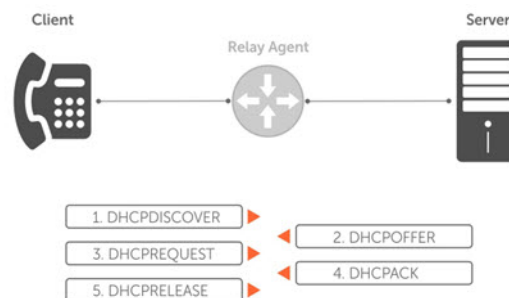 Client
Server
Relay Agent
1. DHCPDISCOVER
2. DHCPOFFER
3. DHCPREQUEST
4. DHCPACK
5. DHCPRELEASE